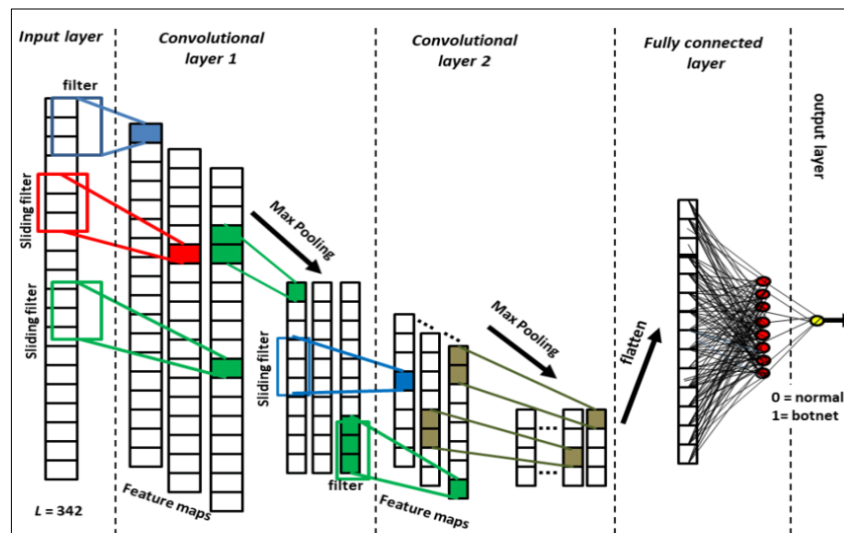 Input layer
Convolutional
layer 1
Convolutional
layer 2
Fully connected
layer
output layer
filter
Sliding filter
Sliding filter
Max Pooling
Sliding filter
Max Pooling
flatten
0 = normal
1= botnet
filter
Feature maps
Feature maps
L = 342